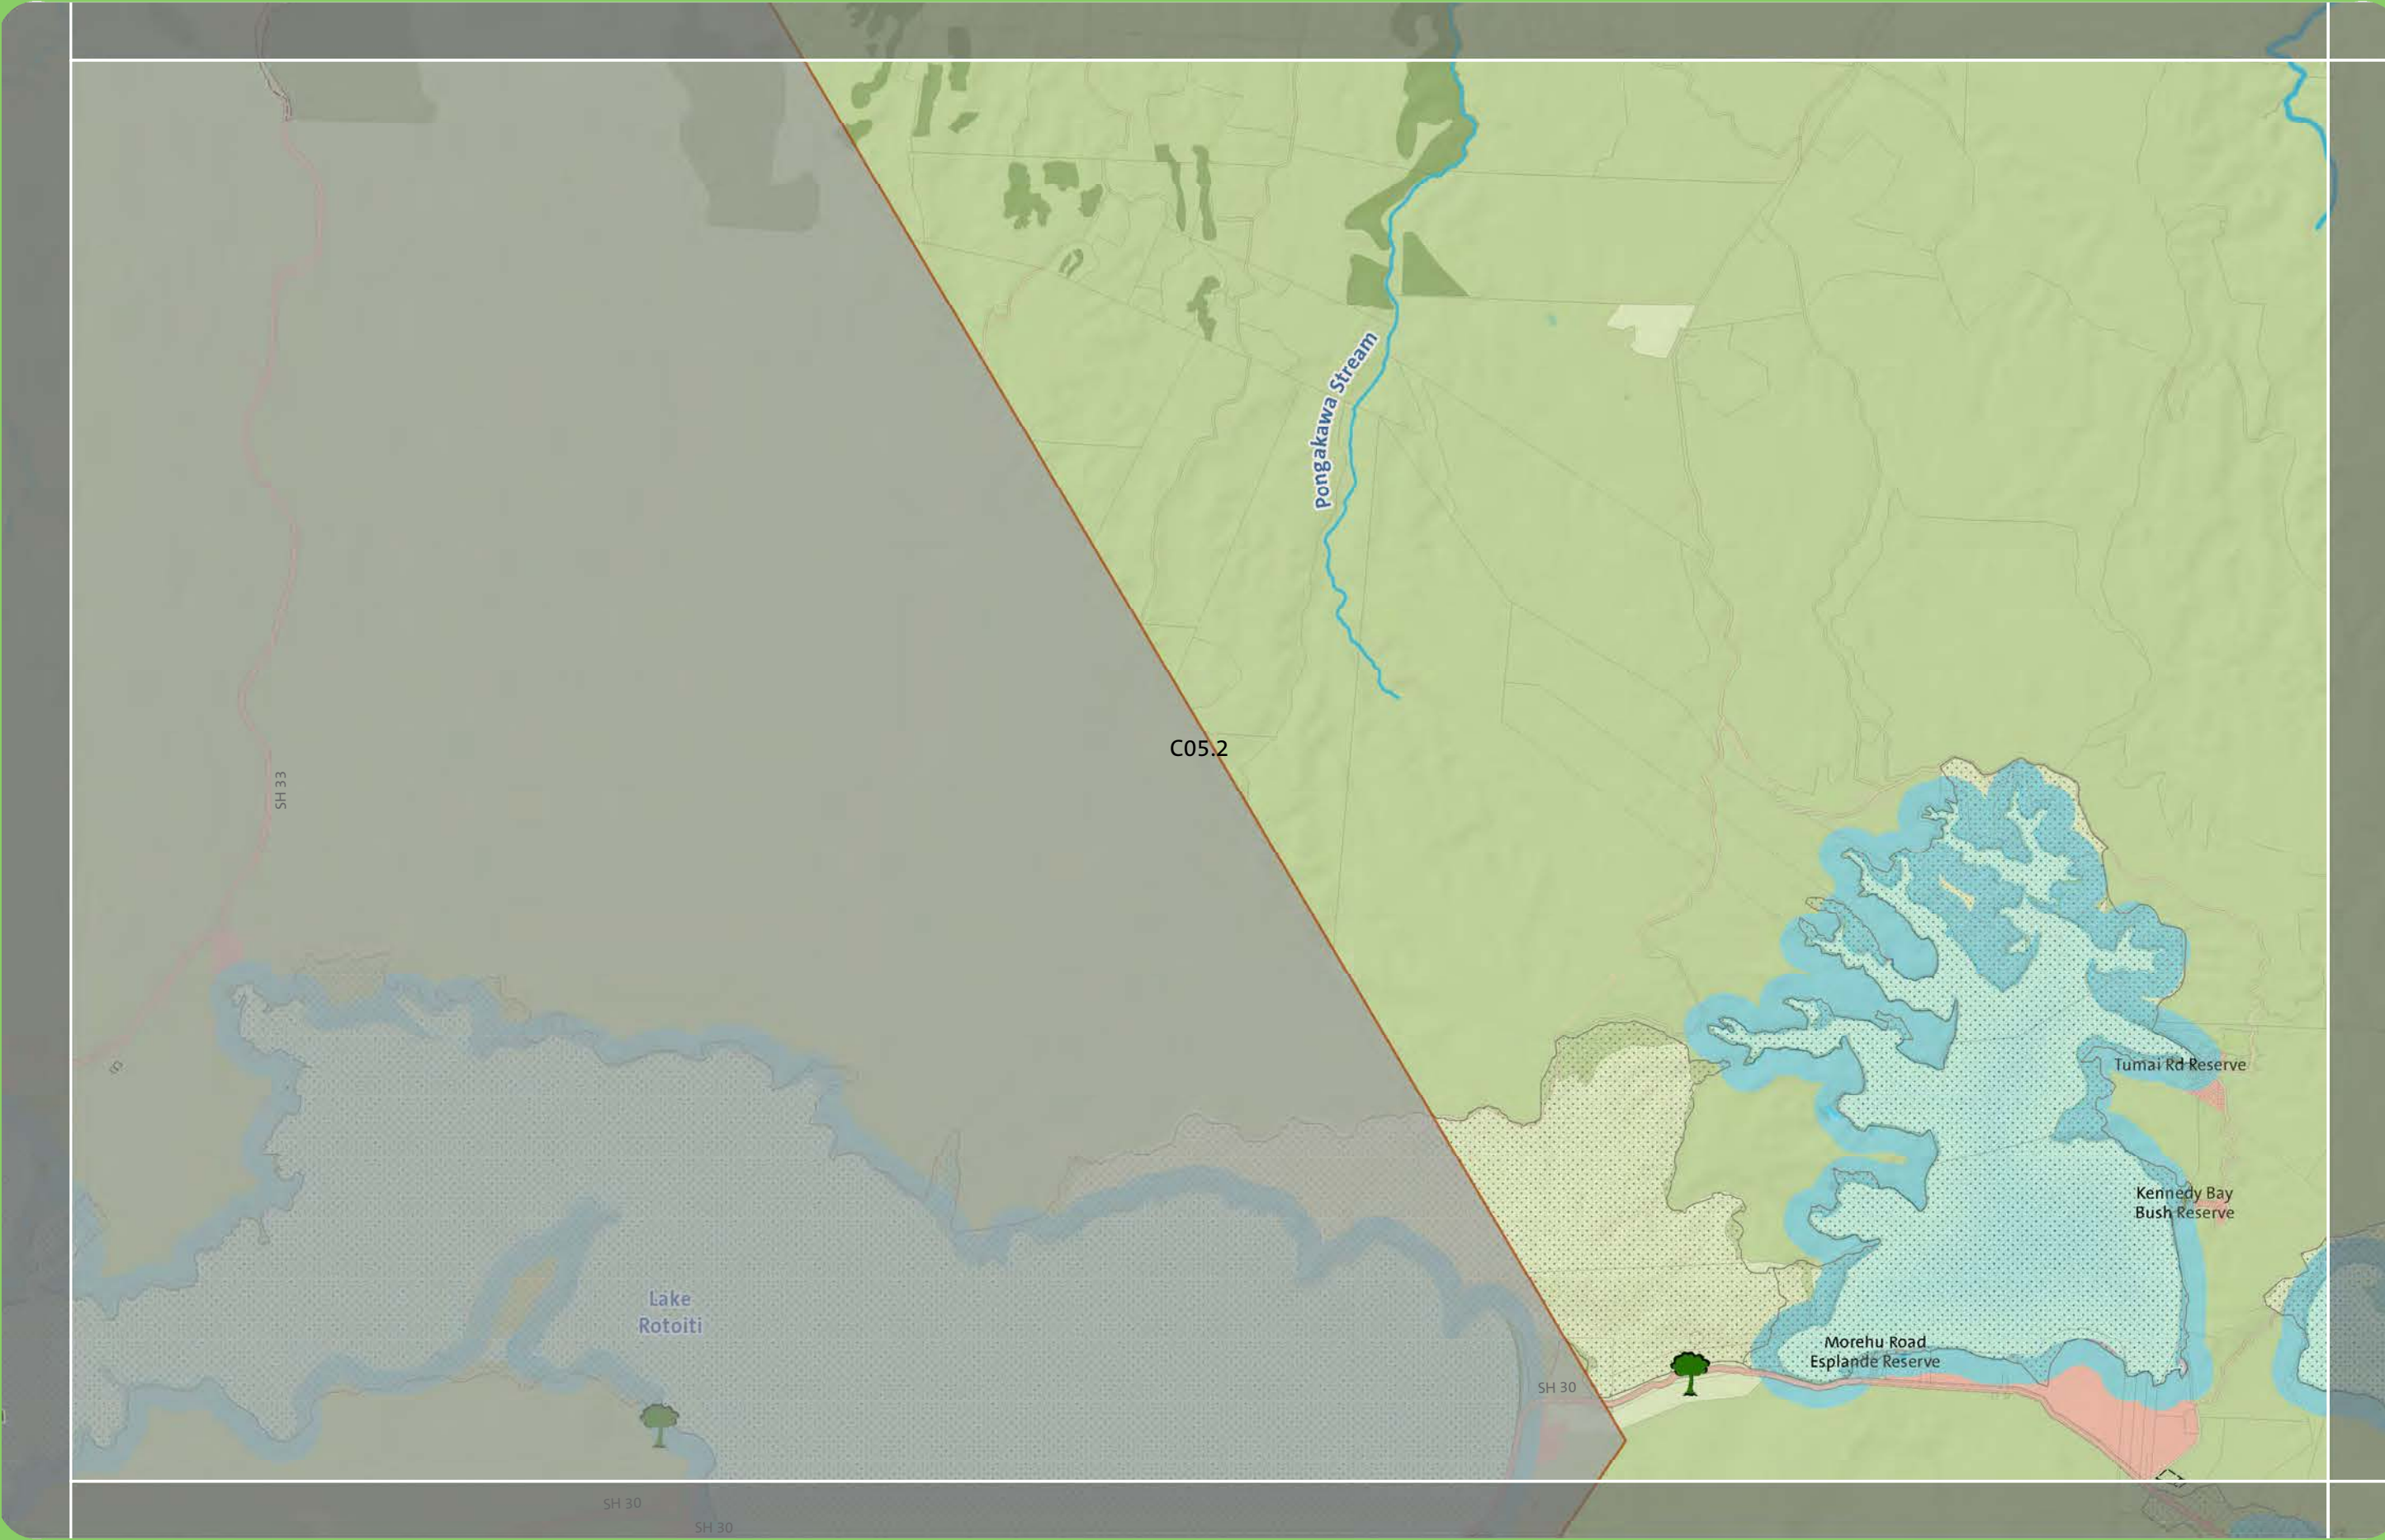 Pongakawa Stream
C05.2
SH 33
Tumai Rd Reserve
Kennedy Bay
Bush Reserve
Lake
Rotoiti
Morehu Road
Esplande Reserve
SH 30
SH 30
SH 30